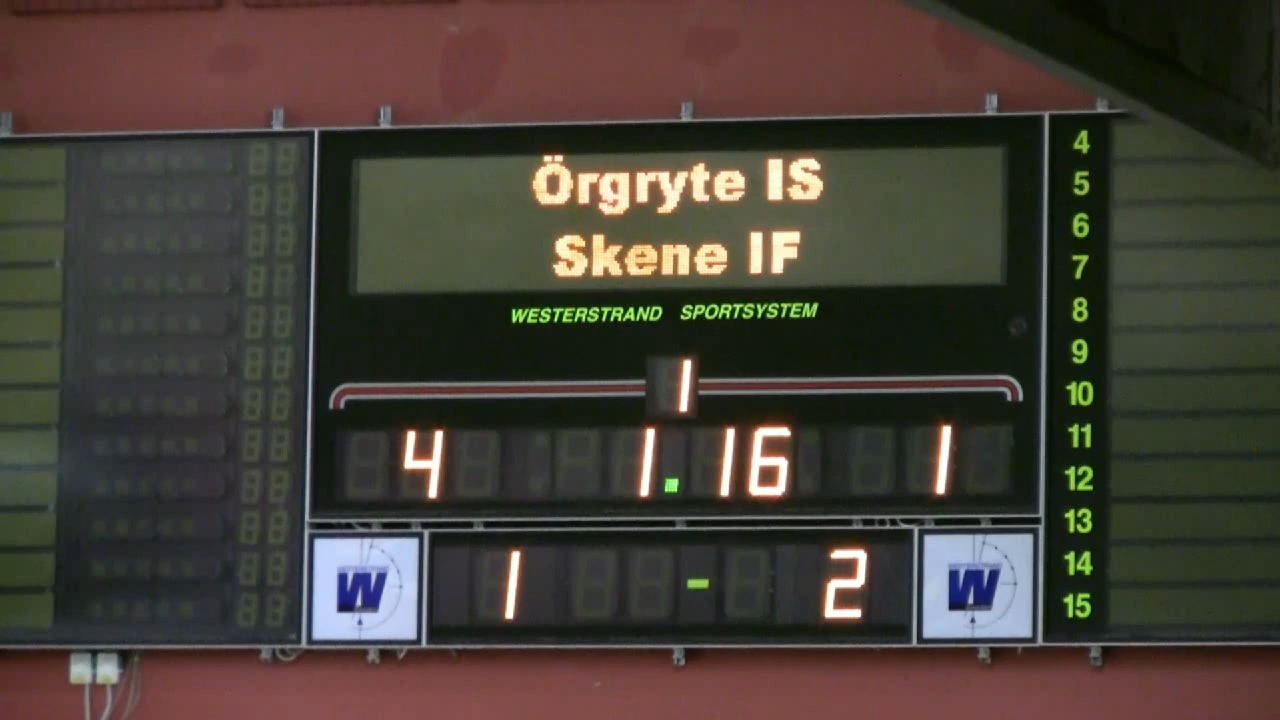 Örgryte IS
Skene IF
WESTERSTRAND SPORTSYSTEM
1
4 1.16 1
W 1 - 2 W
4
5
6
7
8
9
10
11
12
13
14
15